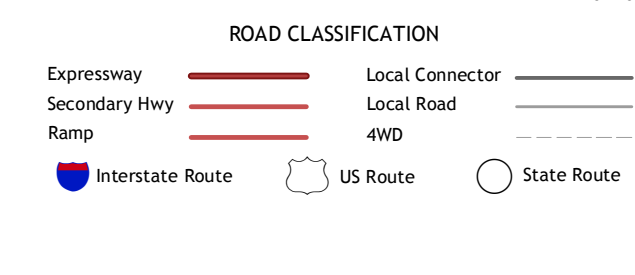 ROAD CLASSIFICATION
Expressway Local Connector
Secondary Hwy Local Road
Ramp 4WD
Interstate Route US Route State Route